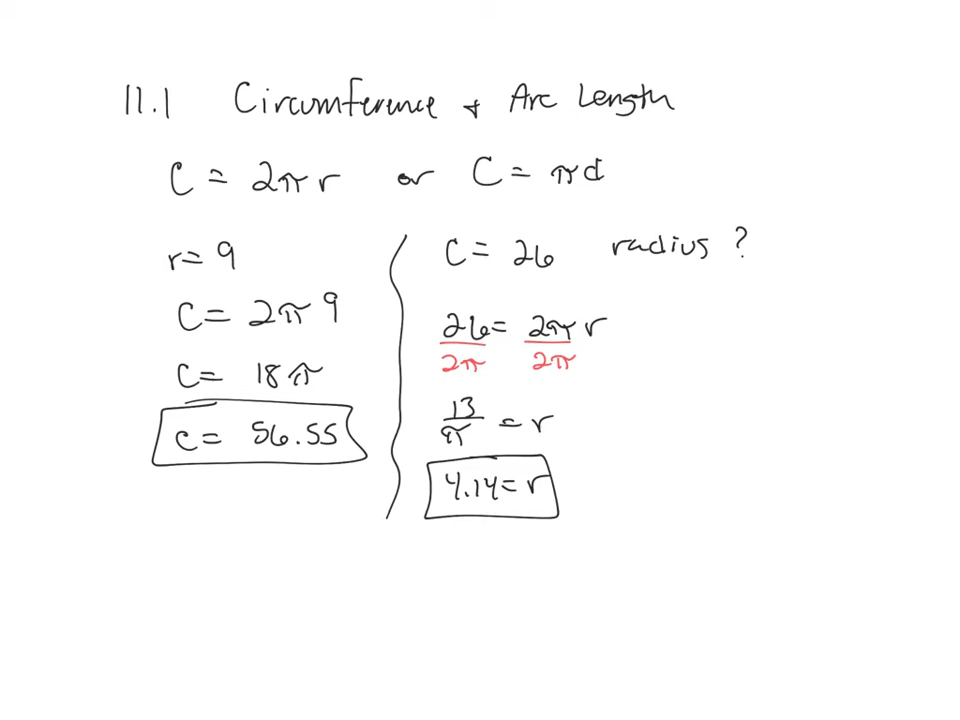 11.1 Circumference + Arc Length
C = 2πr or C = πd
r = 9
C = 2π9
C = 18π
C = 56.55
C = 26 radius?
26 = 2πr
2π 2π
13/π = r
4.14 = r